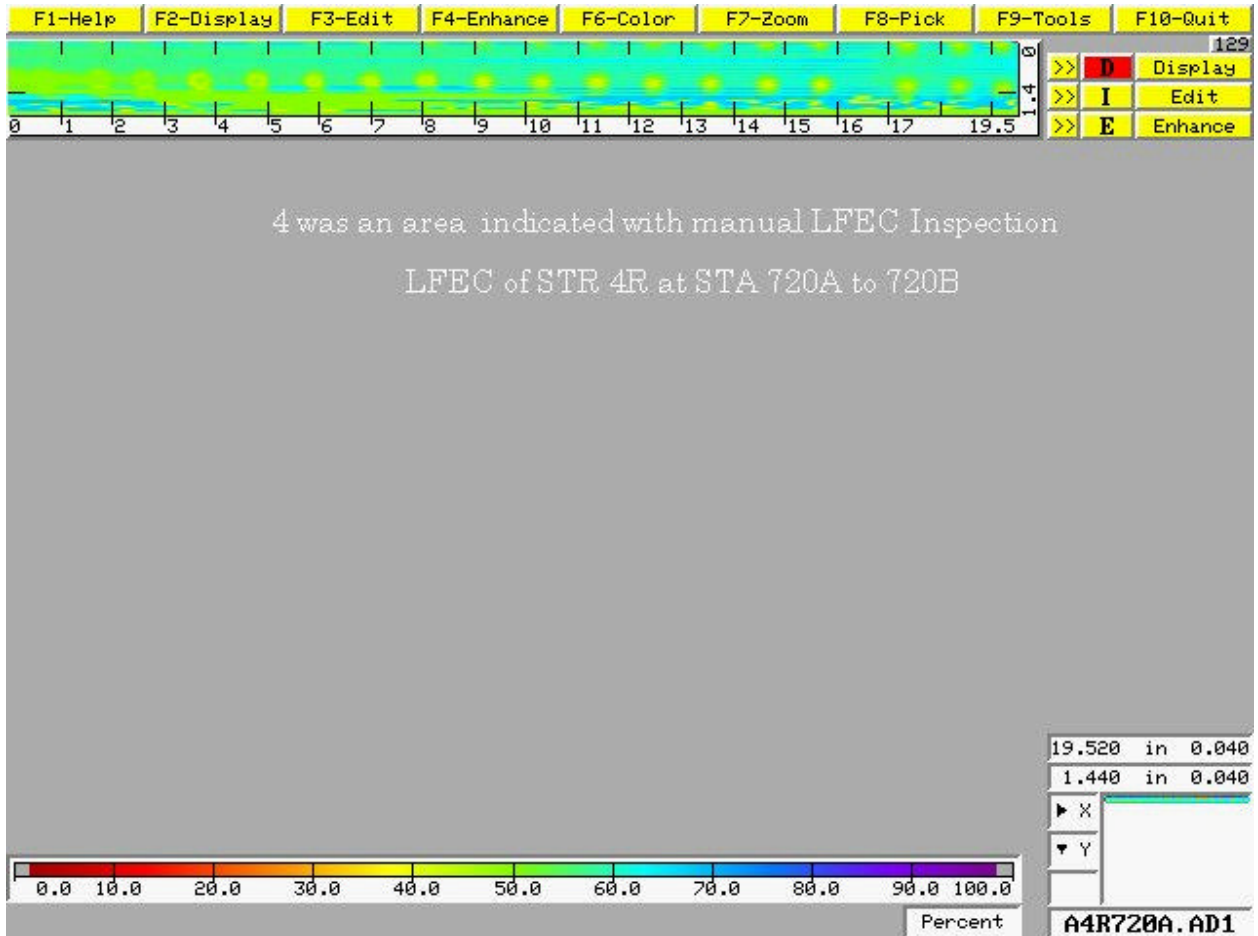 F1-Help F2-Display F3-Edit F4-Enhance F6-Color F7-Zoom F8-Pick F9-Tools F10-Quit
129
0
1.4
>> D Display
>> I Edit
>> E Enhance
0 1 2 3 4 5 6 7 8 9 10 11 12 13 14 15 16 17 19.5
4 was an area indicated with manual LFEC Inspection
LFEC of STR 4R at STA 720A to 720B
19.520 in 0.040
1.440 in 0.040
X
Y
0.0 10.0 20.0 30.0 40.0 50.0 60.0 70.0 80.0 90.0 100.0
Percent
A4R720A.AD1